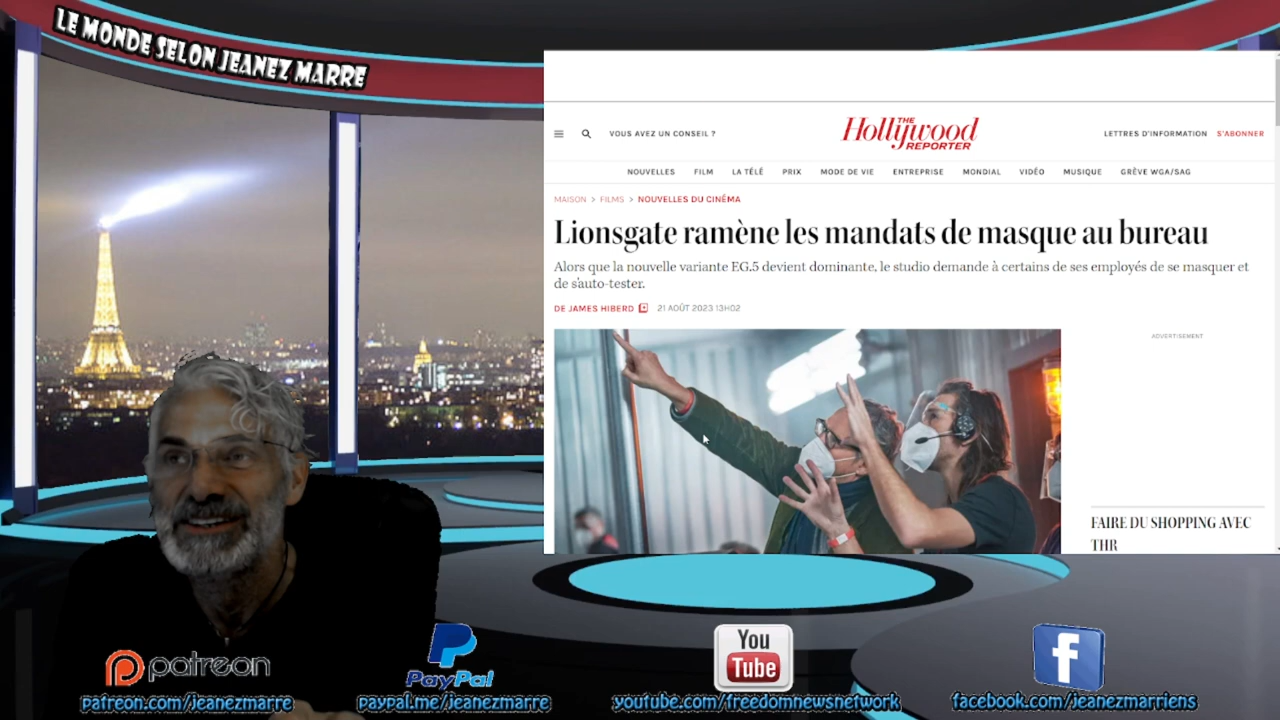 LE MONDE SELON JEANEZ MARRE
VOUS AVEZ UN CONSEIL ?
THE
Hollywood
REPORTER
LETTRES D'INFORMATION S'ABONNER
NOUVELLES FILM LA TÉLÉ PRIX MODE DE VIE ENTREPRISE MONDIAL VIDÉO MUSIQUE GRÈVE WGA/SAG
MAISON > FILMS > NOUVELLES DU CINÉMA
Lionsgate ramène les mandats de masque au bureau
Alors que la nouvelle variante EG.5 devient dominante, le studio demande à certains de ses employés de se masquer et
de s'auto-tester.
DE JAMES HIBERD 21 AOÛT 2023 13H02
ADVERTISEMENT
FAIRE DU SHOPPING AVEC
THR
patreon
patreon.com/jeanezmarre
PayPal
paypal.me/jeanezmarre
You
Tube
youtube.com/freedomnewsnetwork
f
facebook.com/jeanezmarriens